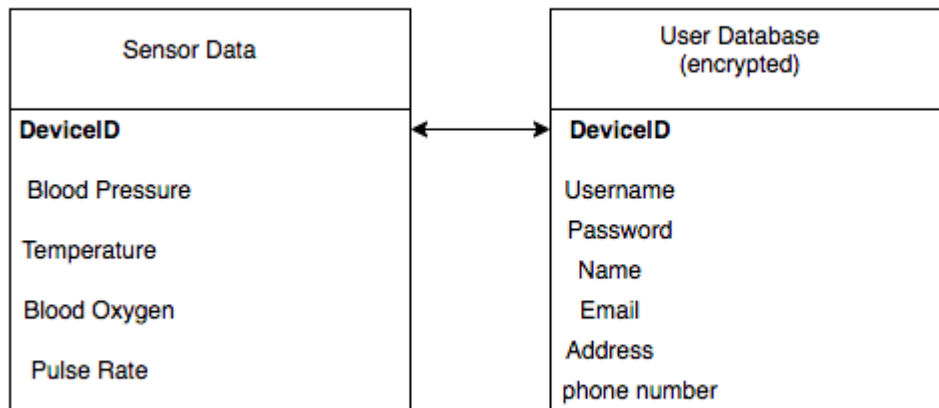 Sensor Data
DeviceID
Blood Pressure
Temperature
Blood Oxygen
Pulse Rate
User Database
(encrypted)
DeviceID
Username
Password
Name
Email
Address
phone number